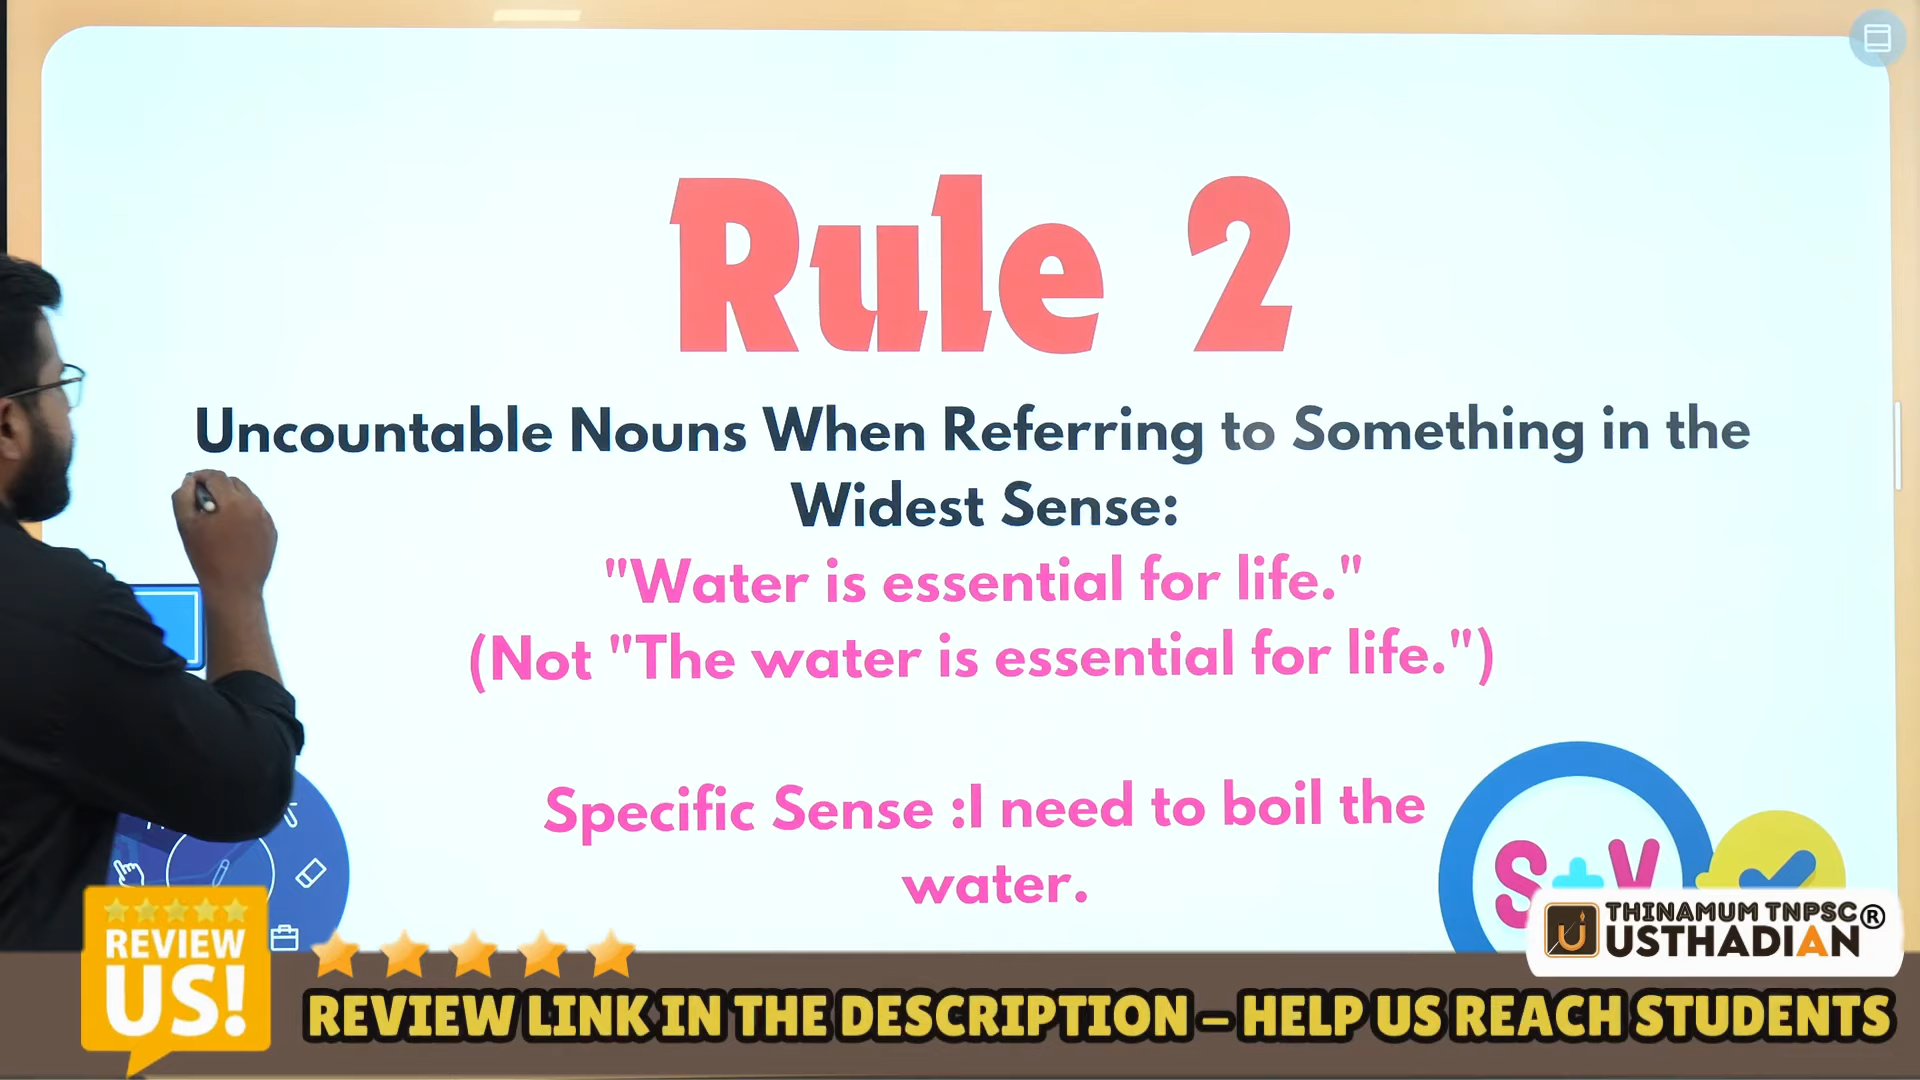 Rule 2
Uncountable Nouns When Referring to Something in the
Widest Sense:
"Water is essential for life."
(Not "The water is essential for life.")
Specific Sense :I need to boil the
water.
S+V
THINAMUM TNPSC®
USTHADIAN
REVIEW
US!
REVIEW LINK IN THE DESCRIPTION – HELP US REACH STUDENTS